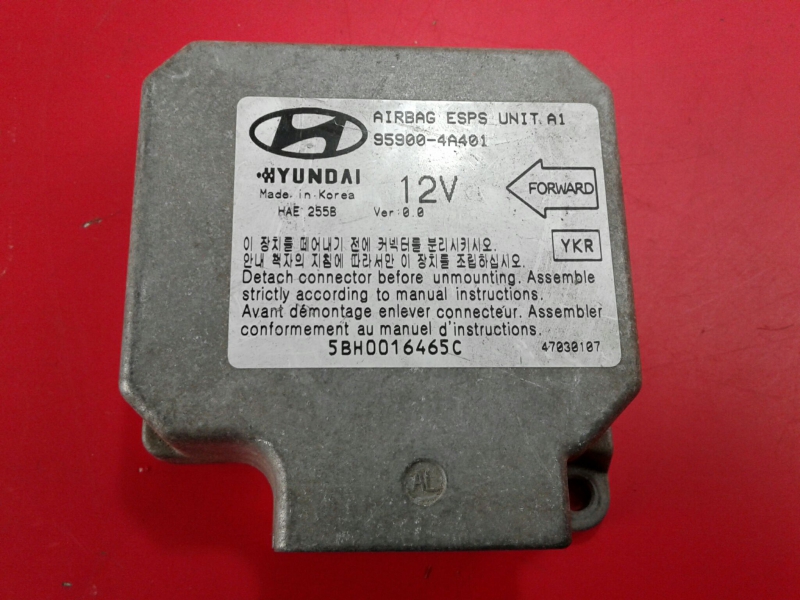 AIRBAG ESPS UNIT.A1
95900-4A401
HYUNDAI
Made in Korea
HAE 2558
12V
Ver:0.0
FORWARD
YKR
이 장치를 떼어내기 전에 커넥터를 분리시키시오.
안내 책자의 지침에 따라서만 이 장치를 조립하십시오.
Detach connector before unmounting. Assemble
strictly according to manual instructions.
Avant démontage enlever connecteur. Assembler
conformement au manuel d'instructions.
5BH0016465C
47030107
AL